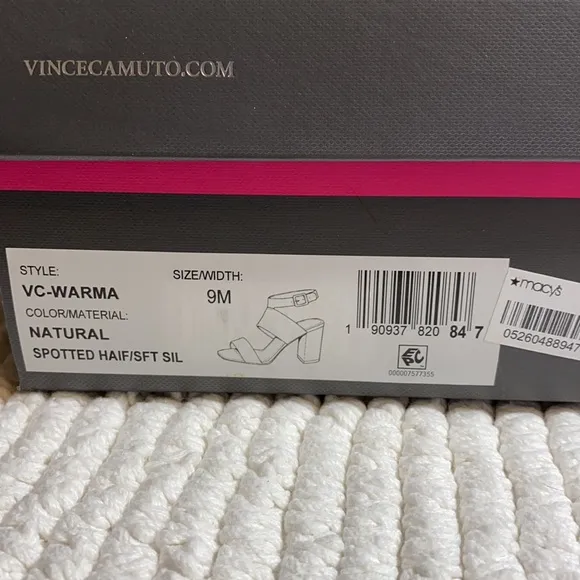 VINCECAMUTO.COM
STYLE:
VC-WARMA
COLOR/MATERIAL:
NATURAL
SPOTTED HAIF/SFT SIL
SIZE/WIDTH:
9M
1 90937 820 84 7
000007577355
macy's
05260488947